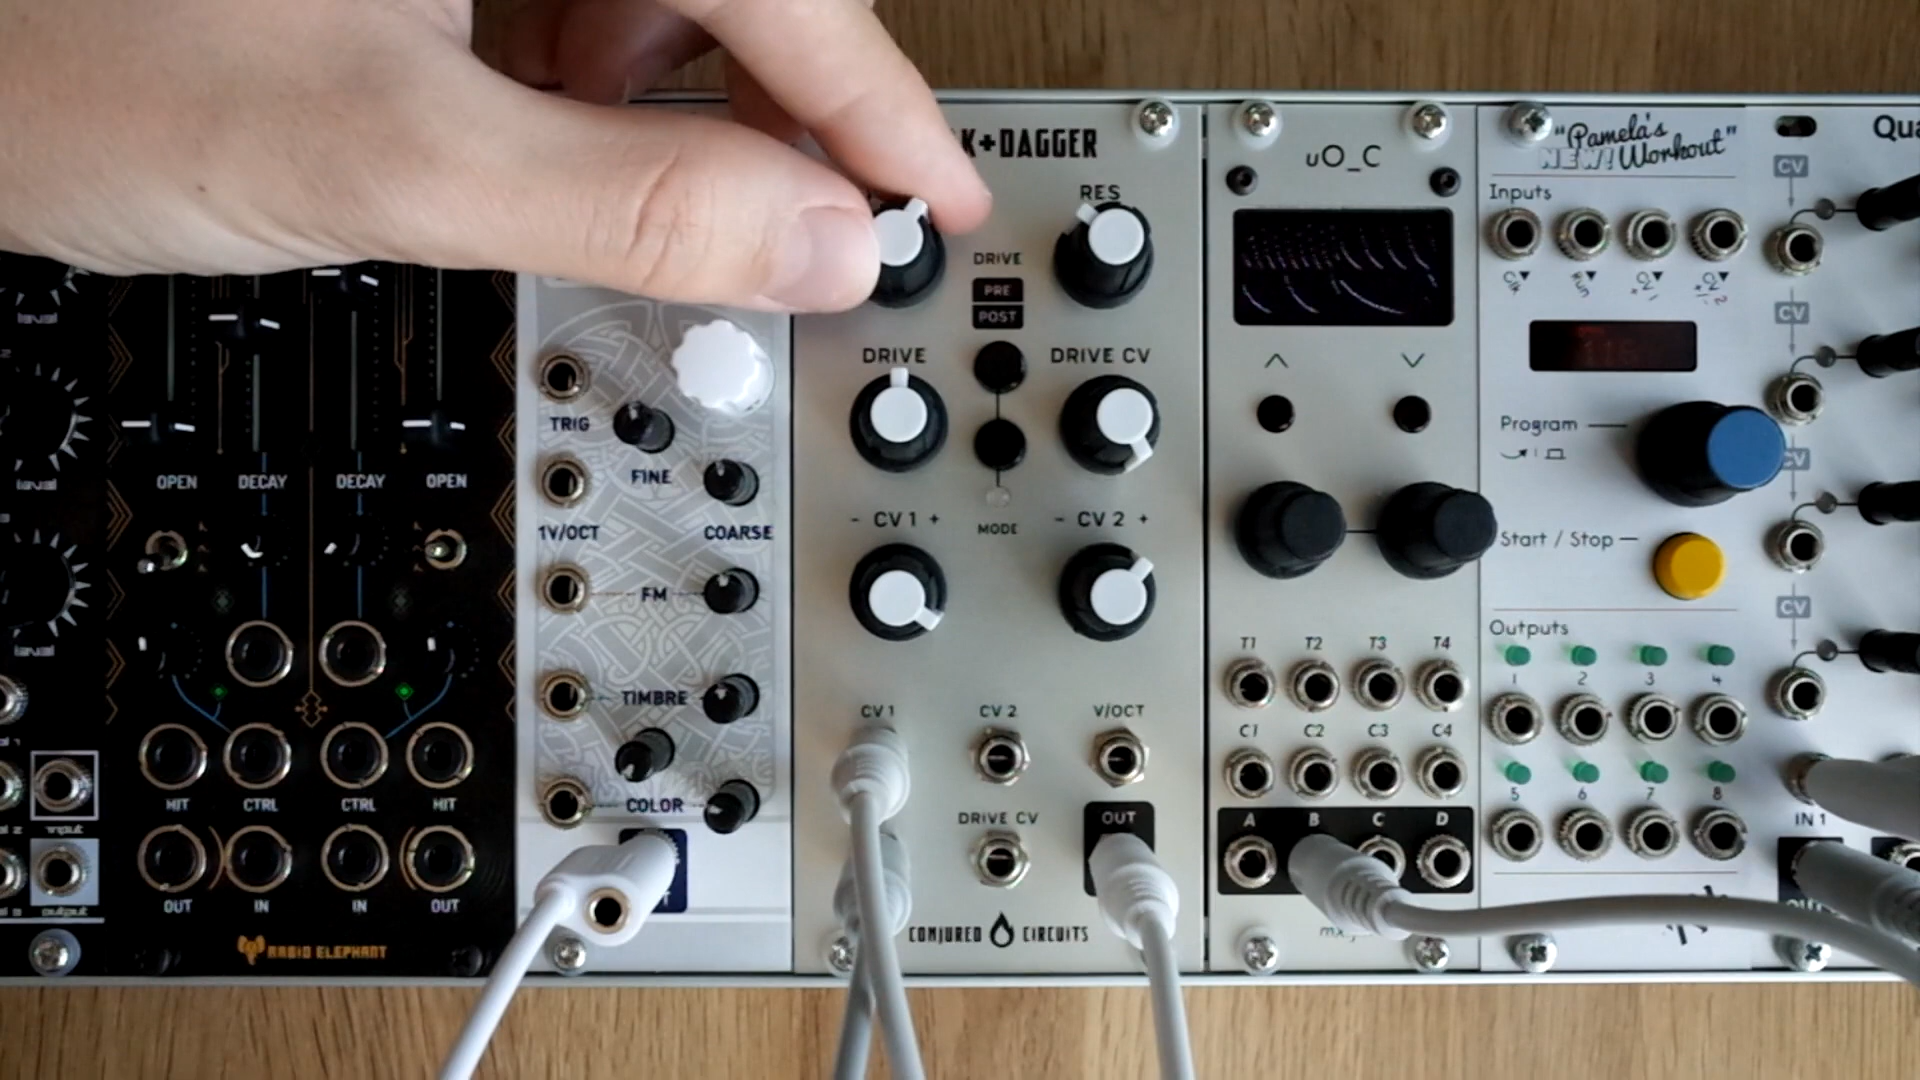 level
OPEN
DECAY
DECAY
OPEN
level
level
HIT
CTRL
CTRL
HIT
input
output
OUT
IN
IN
OUT
RABID ELEPHANT
TRIG
FINE
1V/OCT
COARSE
FM
TIMBRE
COLOR
K+DAGGER
RES
DRIVE
PRE
POST
DRIVE
DRIVE CV
- CV 1 +
- CV 2 +
MODE
CV 1
CV 2
V/OCT
DRIVE CV
OUT
CONJURED CIRCUITS
uO_C
T1
T2
T3
T4
C1
C2
C3
C4
A
B
C
D
"Pamela's
NEW! Workout"
Inputs
Clk
Run
Program
Start / Stop
Outputs
1
2
3
4
5
6
7
8
Qua
CV
CV
CV
CV
IN 1